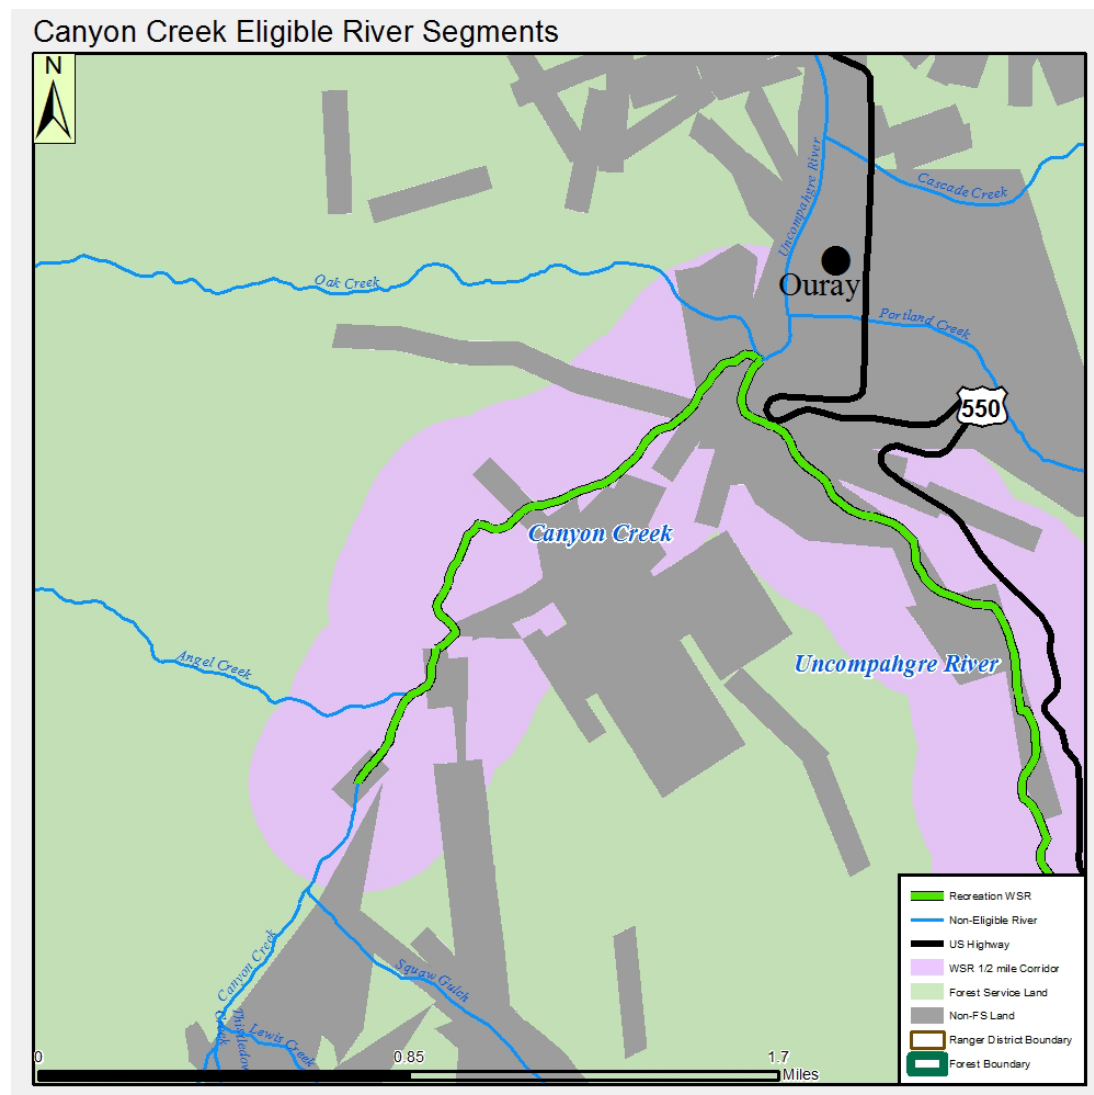 Canyon Creek Eligible River Segments
N
Uncompahgre River
Cascade Creek
Oak Creek
Ouray
Portland Creek
550
Canyon Creek
Uncompahgre River
Angel Creek
Canyon Creek
Squaw Gulch
Lewis Creek
Creek
0
0.85
1.7
Miles
Recreation WSR
Non-Eligible River
US Highway
WSR 1/2 mile Corridor
Forest Service Land
Non-FS Land
Ranger District Boundary
Forest Boundary